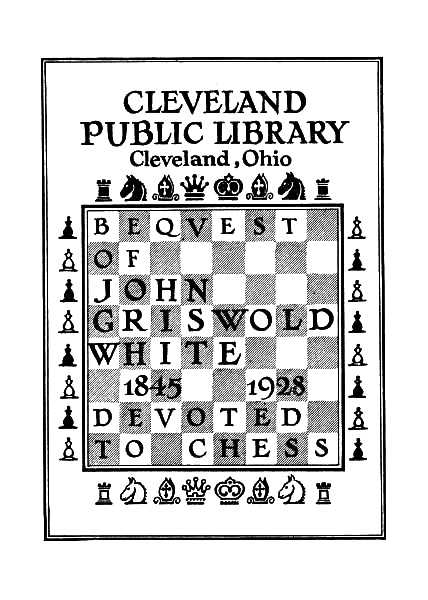 CLEVELAND
PUBLIC LIBRARY
Cleveland, Ohio
BEQVEST
OF
JOHN
GRISWOLD
WHITE
1845 1928
DEVOTED
TO CHESS